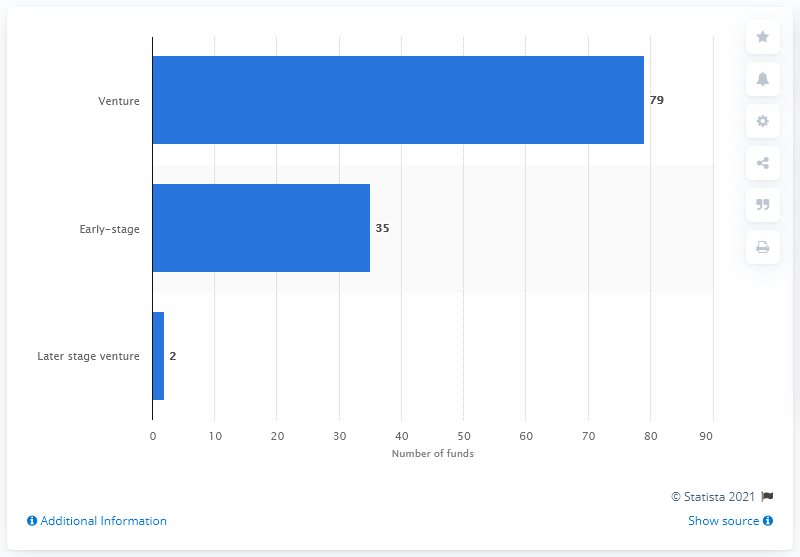 Venture
79
Early-stage
35
Later stage venture
2
0 10 20 30 40 50 60 70 80 90
Number of funds
© Statista 2021
Additional Information
Show source